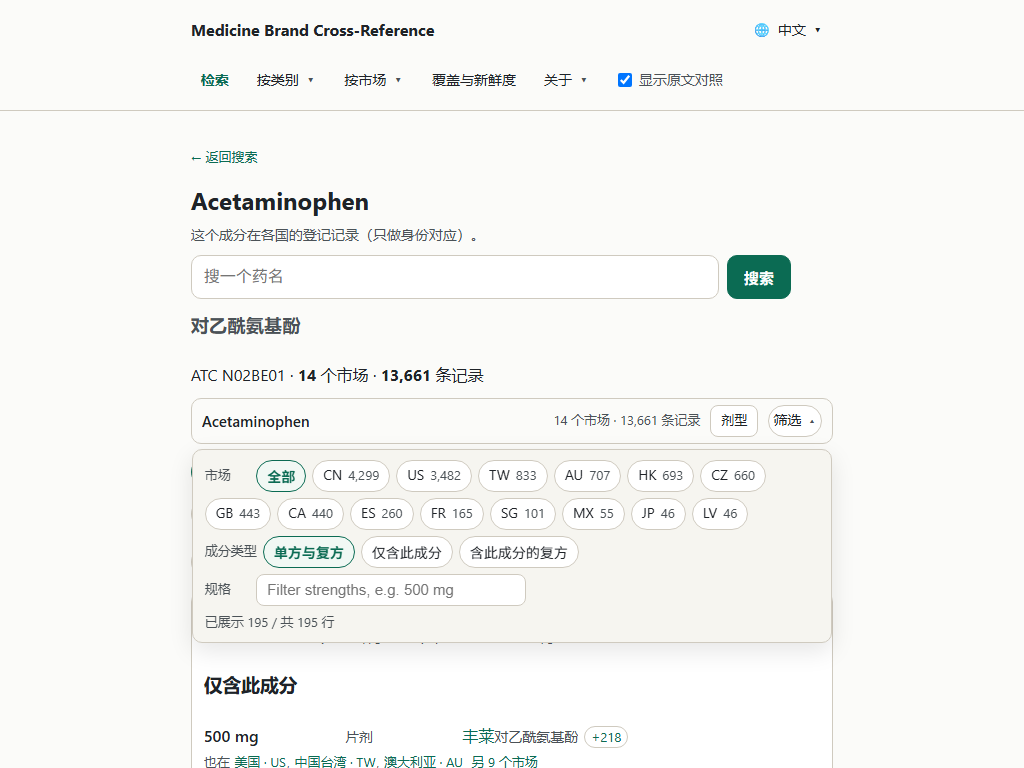 Medicine Brand Cross-Reference
中文
检索 按类别 按市场 覆盖与新鲜度 关于 显示原文对照
← 返回搜索
Acetaminophen
这个成分在各国的登记记录（只做身份对应）。
搜一个药名 搜索
对乙酰氨基酚
ATC N02BE01 · 14 个市场 · 13,661 条记录
Acetaminophen 14 个市场 · 13,661 条记录 剂型 筛选
市场 全部 CN 4,299 US 3,482 TW 833 AU 707 HK 693 CZ 660
GB 443 CA 440 ES 260 FR 165 SG 101 MX 55 JP 46 LV 46
成分类型 单方与复方 仅含此成分 含此成分的复方
规格 Filter strengths, e.g. 500 mg
已展示 195 / 共 195 行
仅含此成分
500 mg 片剂 丰莱对乙酰氨基酚 +218
也在 美国 · US, 中国台湾 · TW, 澳大利亚 · AU 另 9 个市场